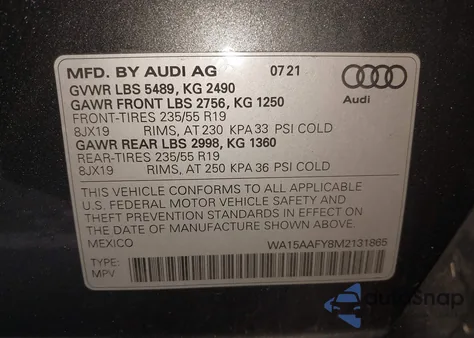 MFD. BY AUDI AG 07 21
GVWR LBS 5489, KG 2490
GAWR FRONT LBS 2756, KG 1250
FRONT-TIRES 235/55 R19
8JX19 RIMS, AT 230 KPA 33 PSI COLD
GAWR REAR LBS 2998, KG 1360
REAR-TIRES 235/55 R19
8JX19 RIMS, AT 250 KPA 36 PSI COLD
Audi
THIS VEHICLE CONFORMS TO ALL APPLICABLE
U.S. FEDERAL MOTOR VEHICLE SAFETY AND
THEFT PREVENTION STANDARDS IN EFFECT ON
THE DATE OF MANUFACTURE SHOWN ABOVE.
MEXICO WA15AAFY8M2131865
TYPE:
MPV
AutoSnap